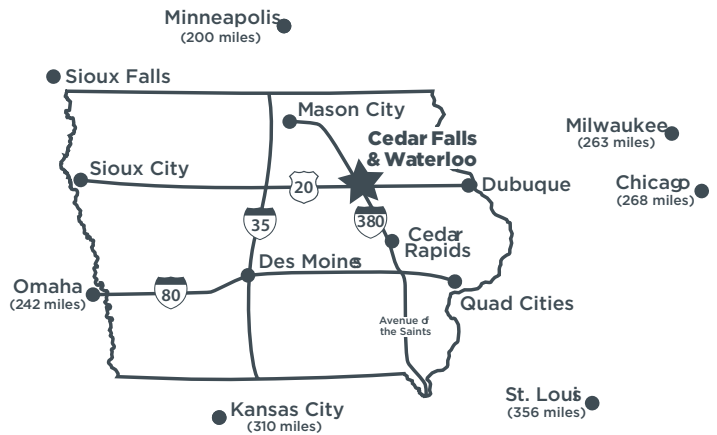 Minneapolis
(200 miles)
Sioux Falls
Mason City
Cedar Falls
& Waterloo
Milwaukee
(263 miles)
Sioux City
20
Dubuque
Chicago
(268 miles)
35
380
Cedar
Rapids
Des Moines
Omaha
(242 miles)
80
Quad Cities
Avenue of
the Saints
St. Louis
(356 miles)
Kansas City
(310 miles)